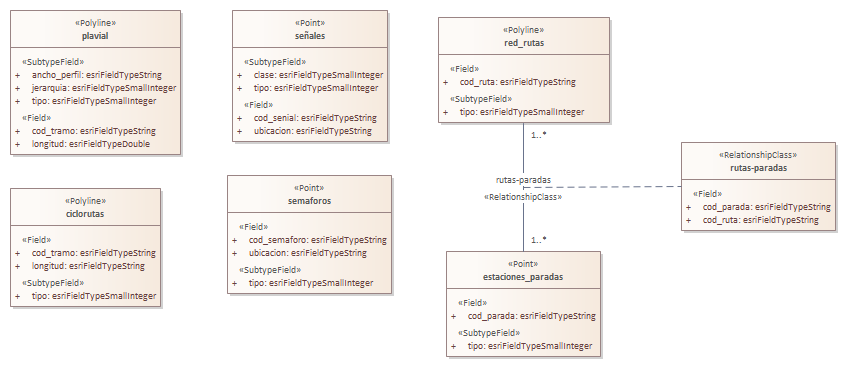 «Polyline»
plavial
«SubtypeField»
+ ancho_perfil: esriFieldTypeString
+ jerarquia: esriFieldTypeSmallInteger
+ tipo: esriFieldTypeSmallInteger
«Field»
+ cod_tramo: esriFieldTypeString
+ longitud: esriFieldTypeDouble
«Point»
señales
«SubtypeField»
+ clase: esriFieldTypeSmallInteger
+ tipo: esriFieldTypeSmallInteger
«Field»
+ cod_senial: esriFieldTypeString
+ ubicacion: esriFieldTypeString
«Polyline»
red_rutas
«Field»
+ cod_ruta: esriFieldTypeString
«SubtypeField»
+ tipo: esriFieldTypeSmallInteger
1..*
rutas-paradas
«RelationshipClass»
1..*
«RelationshipClass»
rutas-paradas
«Field»
+ cod_parada: esriFieldTypeString
+ cod_ruta: esriFieldTypeString
«Polyline»
ciclorutas
«Field»
+ cod_tramo: esriFieldTypeString
+ longitud: esriFieldTypeString
«SubtypeField»
+ tipo: esriFieldTypeSmallInteger
«Point»
semaforos
«Field»
+ cod_semaforo: esriFieldTypeString
+ ubicacion: esriFieldTypeString
«SubtypeField»
+ tipo: esriFieldTypeSmallInteger
«Point»
estaciones_paradas
«Field»
+ cod_parada: esriFieldTypeString
«SubtypeField»
+ tipo: esriFieldTypeSmallInteger